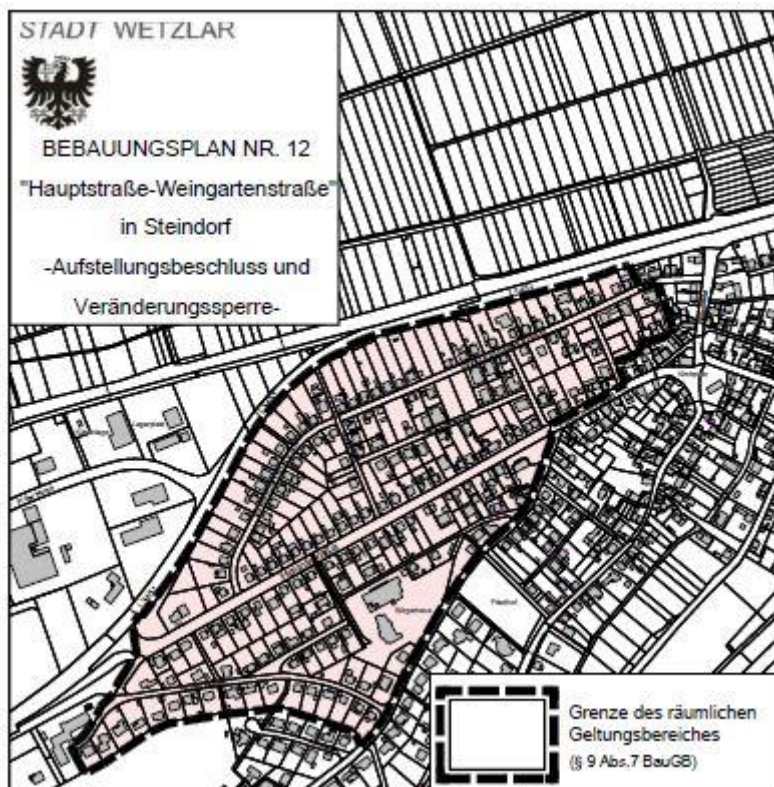 STADT WETZLAR
BEBAUUNGSPLAN NR. 12
"Hauptstraße-Weingartenstraße"
in Steindorf
-Aufstellungsbeschluss und
Veränderungssperre-
Lagerplatz
Bürgerhaus
Friedhof
Grenze des räumlichen
Geltungsbereiches
(§ 9 Abs.7 BauGB)